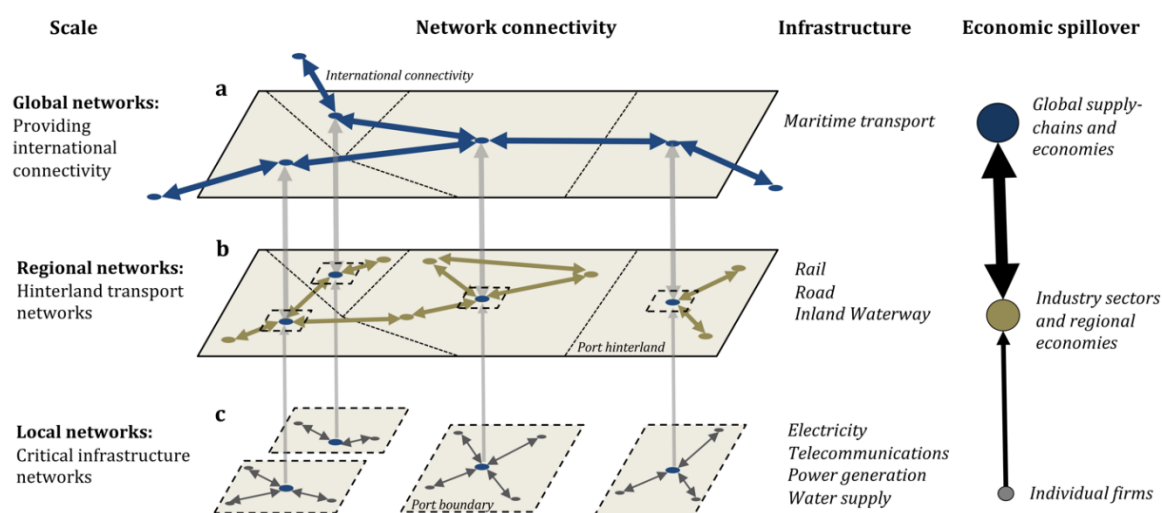 Scale
Network connectivity
Infrastructure
Economic spillover
a
International connectivity
Global networks:
Providing
international
connectivity
Maritime transport
Global supply-
chains and
economies
b
Regional networks:
Hinterland transport
networks
Port hinterland
Rail
Road
Inland Waterway
Industry sectors
and regional
economies
c
Local networks:
Critical infrastructure
networks
Port boundary
Electricity
Telecommunications
Power generation
Water supply
Individual firms